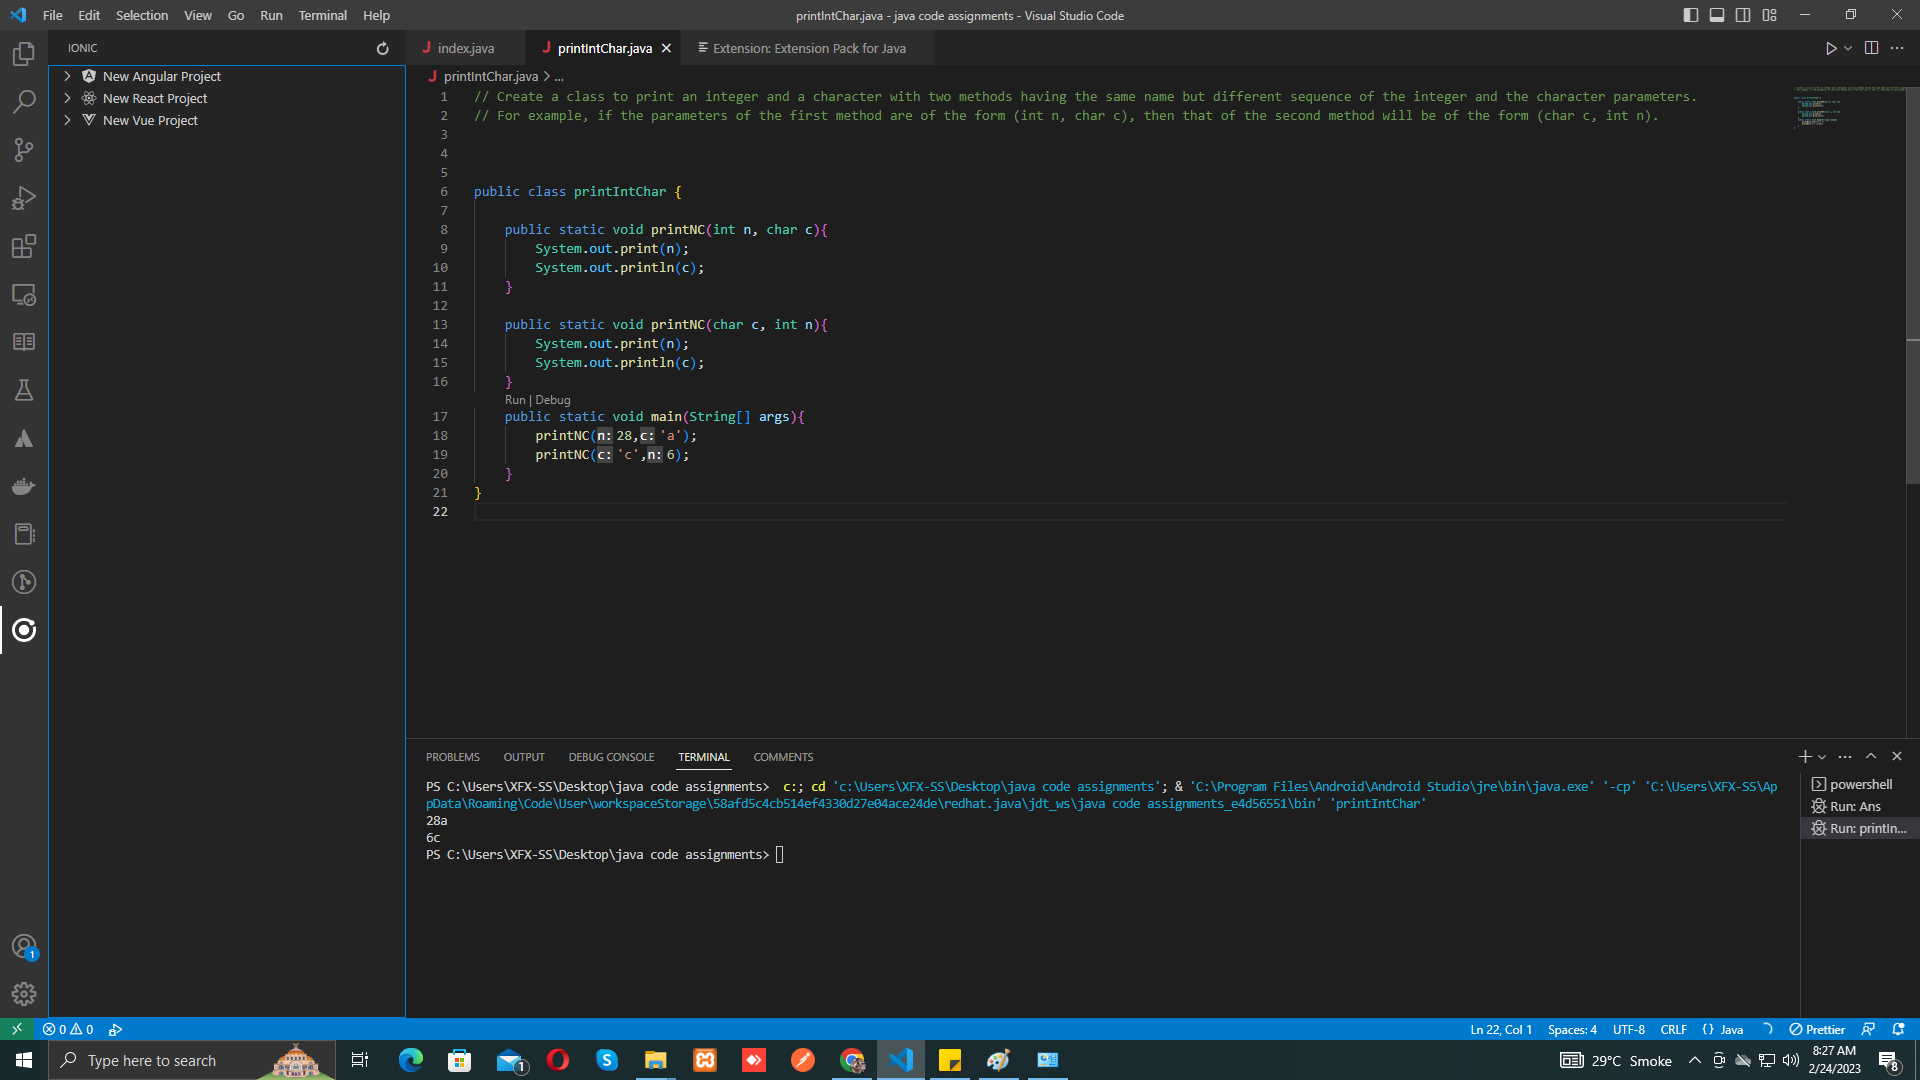 File Edit Selection View Go Run Terminal Help
printIntChar.java - java code assignments - Visual Studio Code
IONIC
New Angular Project
New React Project
New Vue Project
J index.java
J printIntChar.java
Extension: Extension Pack for Java
J printIntChar.java > ...
1 // Create a class to print an integer and a character with two methods having the same name but different sequence of the integer and the character parameters.
2 // For example, if the parameters of the first method are of the form (int n, char c), then that of the second method will be of the form (char c, int n).
3
4
5
6 public class printIntChar {
7
8 public static void printNC(int n, char c){
9 System.out.print(n);
10 System.out.println(c);
11 }
12
13 public static void printNC(char c, int n){
14 System.out.print(n);
15 System.out.println(c);
16 }
Run | Debug
17 public static void main(String[] args){
18 printNC(n: 28,c: 'a');
19 printNC(c: 'c',n: 6);
20 }
21 }
22
PROBLEMS OUTPUT DEBUG CONSOLE TERMINAL COMMENTS
PS C:\Users\XFX-SS\Desktop\java code assignments> c:; cd 'c:\Users\XFX-SS\Desktop\java code assignments'; & 'C:\Program Files\Android\Android Studio\jre\bin\java.exe' '-cp' 'C:\Users\XFX-SS\Ap
pData\Roaming\Code\User\workspaceStorage\58afd5c4cb514ef4330d27e04ace24de\redhat.java\jdt_ws\java code assignments_e4d56551\bin' 'printIntChar'
28a
6c
PS C:\Users\XFX-SS\Desktop\java code assignments>
powershell
Run: Ans
Run: printIn...
1
0 0
Ln 22, Col 1 Spaces: 4 UTF-8 CRLF {} Java Prettier
Type here to search
1
29°C Smoke
8:27 AM
2/24/2023
8